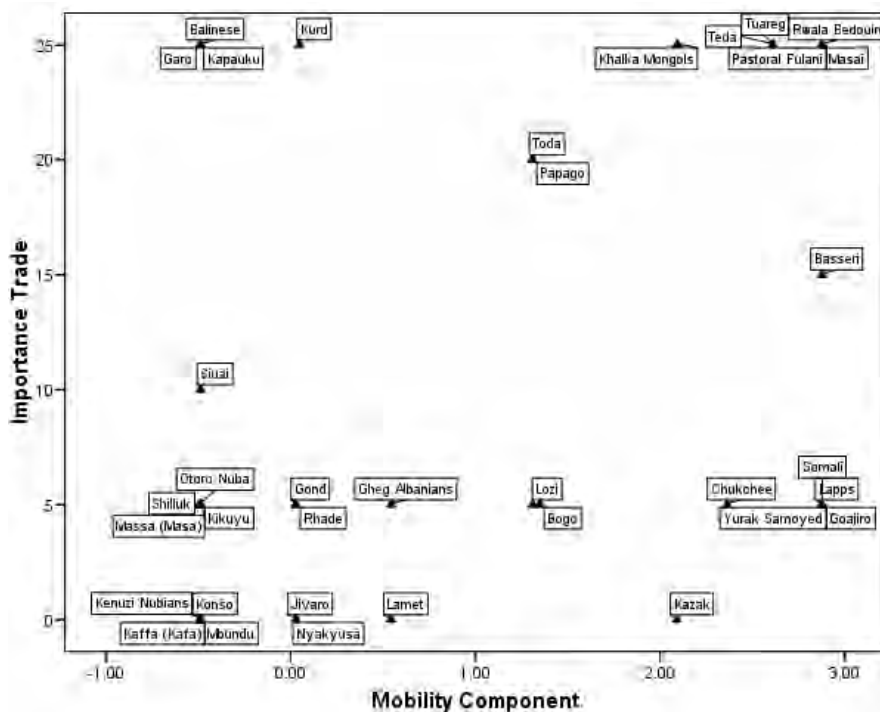 Balinese
Kurd
Tuareg
Rwala Bedouin
Teda
Garo
Kapauku
Khalka Mongols
Pastoral Fulani
Masai
25
Toda
20
Papago
Basseri
15
Siuai
10
Importance Trade
Otoro Nuba
Somali
Gond
Gheg Albanians
Lozi
Chukchee
Lapps
Shilluk
5
Kikuyu
Rhade
Bogo
Yurak Samoyed
Goajiro
Massa (Masa)
Kenuzi Nubians
Konso
Jivaro
Lamet
Kazak
0
Kaffa (Kafa)
Mbundu
Nyakyusa
-1.00
0.00
1.00
2.00
3.00
Mobility Component